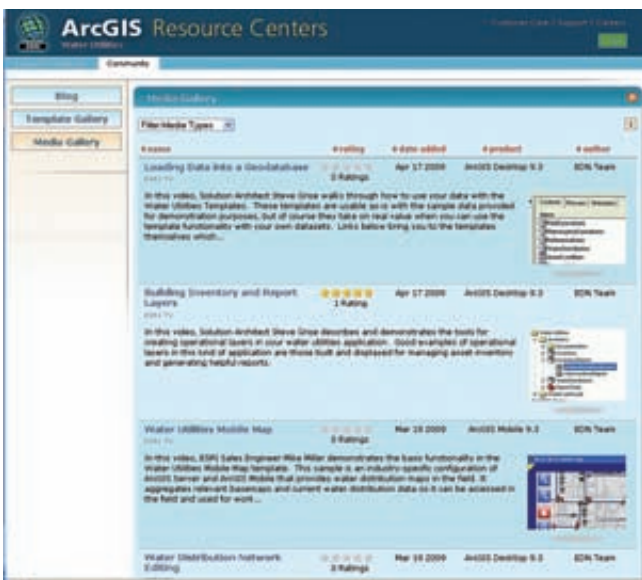 ArcGIS Resource Centers
Water Utilities
Customer Care | Support | Careers
Community
Blog
Template Gallery
Media Gallery
Media Gallery
Filter Media Types
name rating date added product author
Loading Data into a Geodatabase 0 Ratings Apr 17 2009 ArcGIS Desktop 9.3 EDN Team
In this video, Solution Architect Steve Grise walks through how to use your data with the
Water Utilities Templates. These templates are usable as-is with the sample data provided
for demonstration purposes, but of course they take on real value when you can use the
template functionality with your own datasets. Links below bring you to the templates
themselves which...
Building Inventory and Report
Layers
1 Rating Apr 17 2009 ArcGIS Desktop 9.3 EDN Team
In this video, Solution Architect Steve Grise describes and demonstrates the tools for
creating operational layers in your water utilities application. Good examples of operational
layers in this kind of application are those built and displayed for managing asset inventory
and generating helpful reports.
Water Utilities Mobile Map 0 Ratings Mar 18 2009 ArcGIS Mobile 9.3 EDN Team
In this video, ESRI Sales Engineer Mike Miller demonstrates the basic functionality in the
Water Utilities Mobile Map template. This sample is an industry-specific configuration of
ArcGIS Server and ArcGIS Mobile that provides water distribution maps in the field. It
aggregates relevant basemaps and current water distribution data so it can be accessed in
the field and used for work...
Water Distribution Network
Editing
Ratings Mar 18 2009 ArcGIS Desktop 9.3 EDN Team